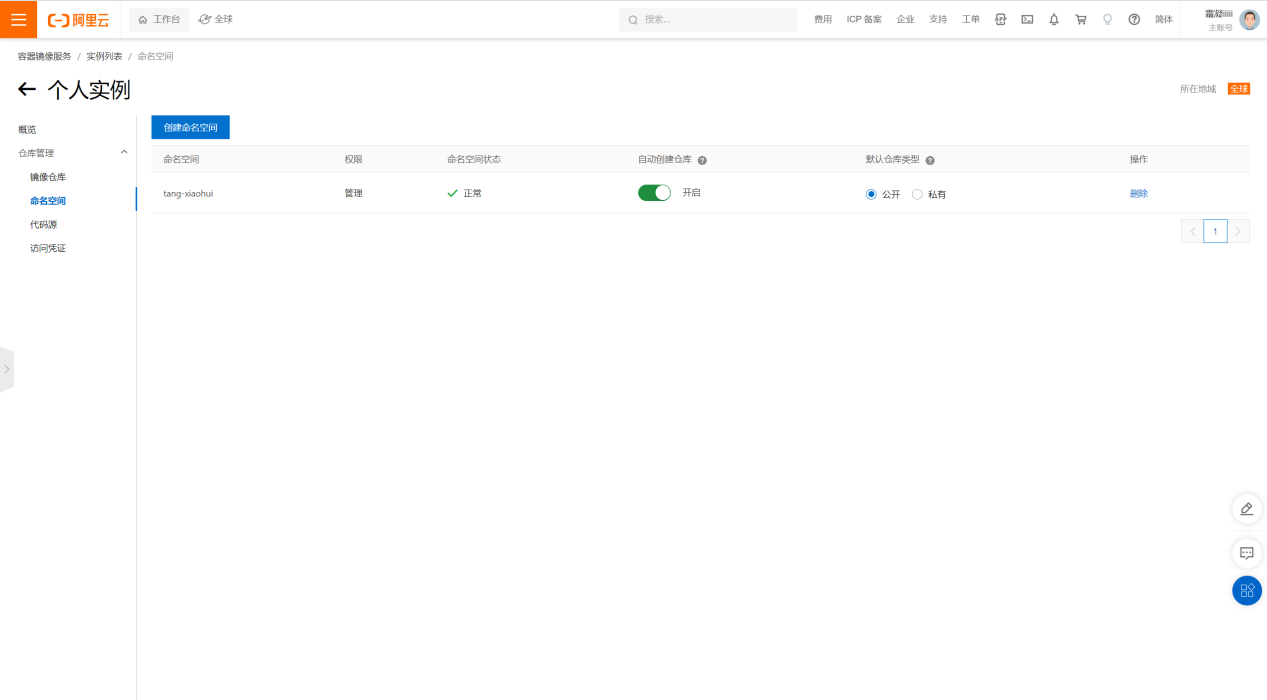 阿里云 工作台 全球 搜索... 费用 ICP 备案 企业 支持 工单 简体
主账号
容器镜像服务 / 实例列表 / 命名空间
个人实例 所在地域 全球
概览
仓库管理
镜像仓库
命名空间
代码源
访问凭证
创建命名空间
命名空间 权限 命名空间状态 自动创建仓库 默认仓库类型 操作
tang-xiaohui 管理 正常 开启 公开 私有 删除
1